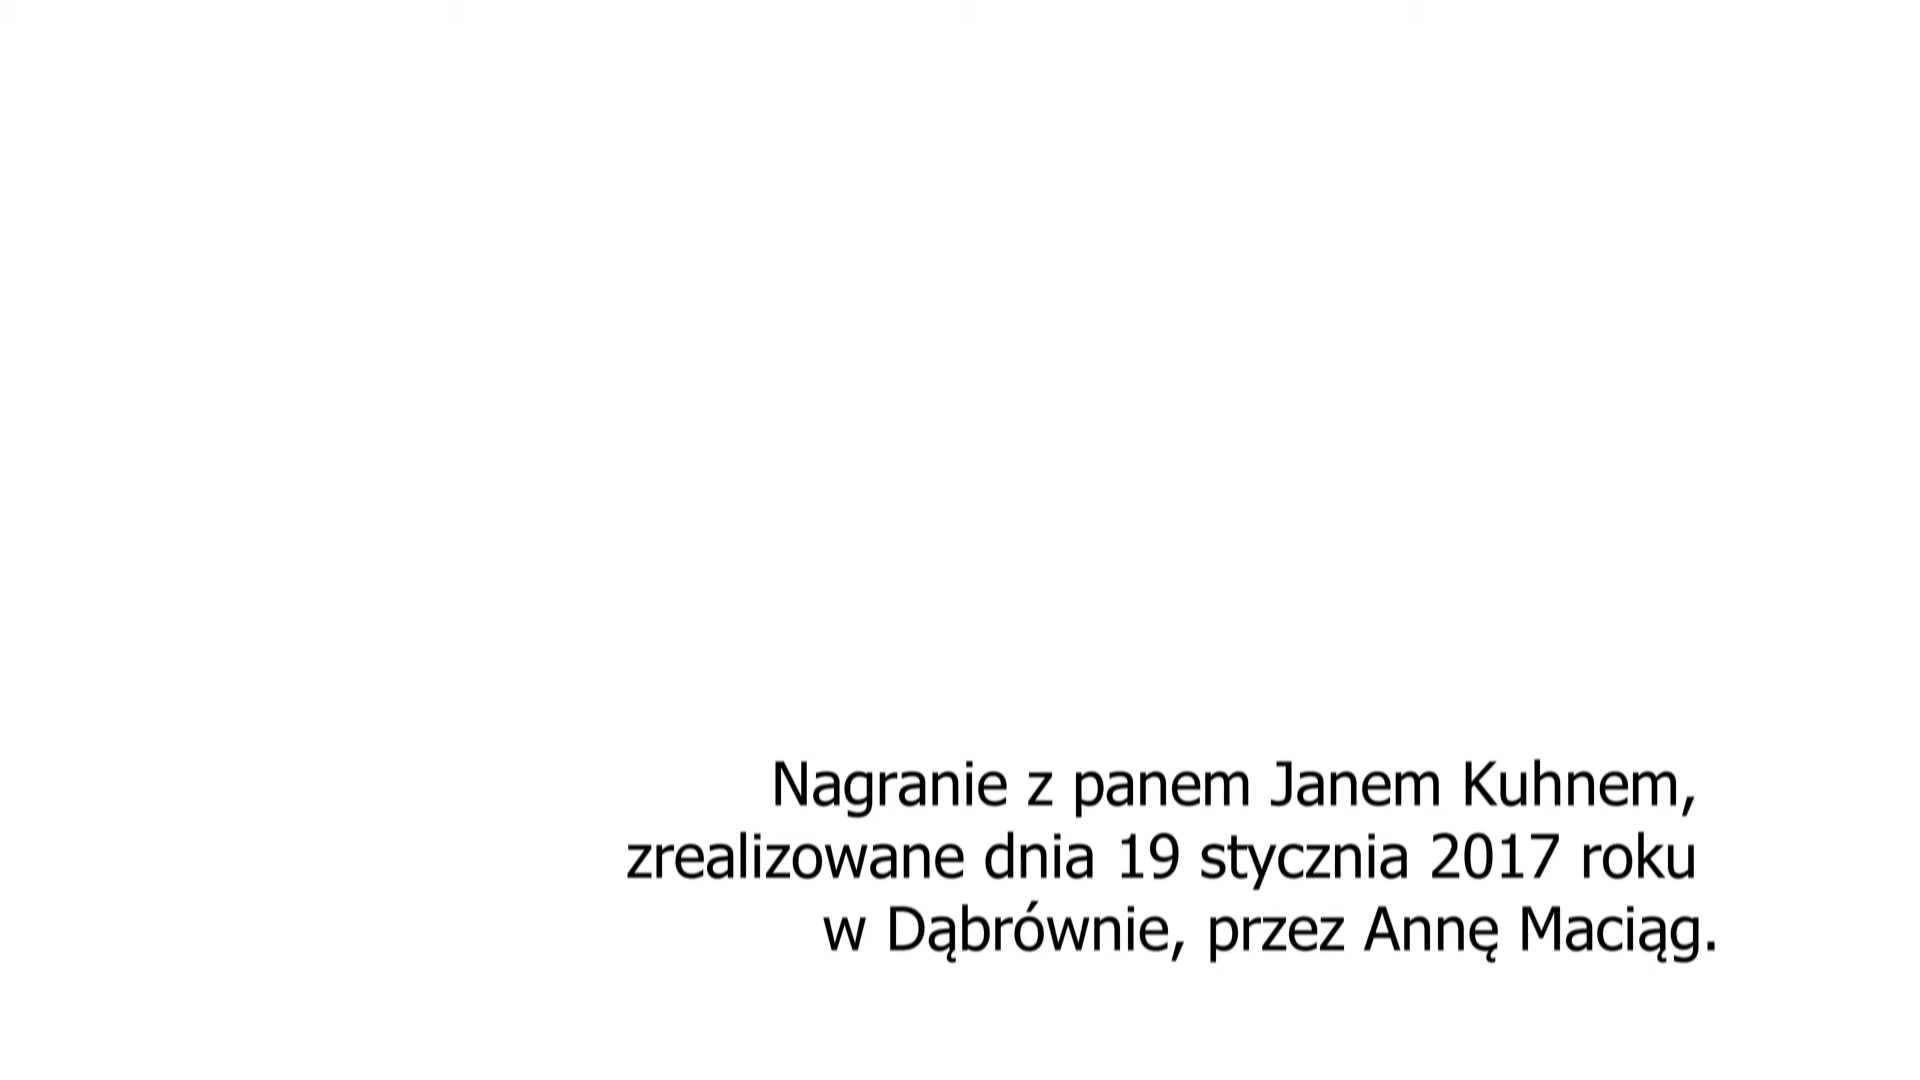 Nagranie z panem Janem Kuhnem,
zrealizowane dnia 19 stycznia 2017 roku
w Dąbrównie, przez Annę Maciąg.